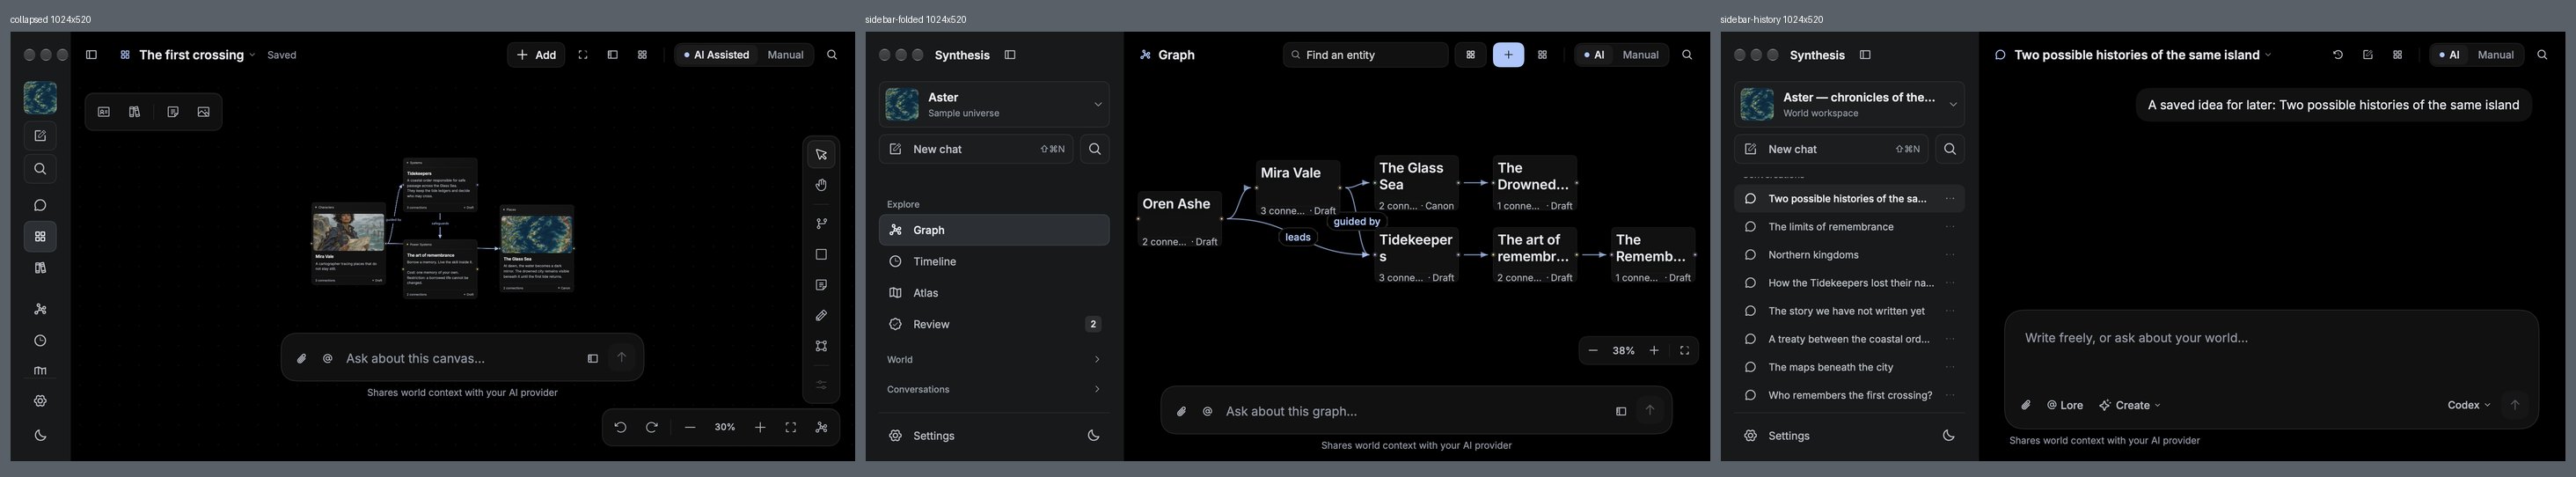 collapsed 1024x520
The first crossing
Saved
Add
AI Assisted
Manual
Tidekeepers
Mira Vale
The art of remembrance
The Glass Sea
Ask about this canvas...
Shares world context with your AI provider
30%
sidebar-folded 1024x520
Synthesis
Aster
Sample universe
New chat
⇧⌘N
Explore
Graph
Timeline
Atlas
Review
2
World
Conversations
Settings
Graph
Find an entity
AI
Manual
Oren Ashe
2 conne... · Draft
Mira Vale
3 conne... · Draft
The Glass
Sea
2 conn... · Canon
The
Drowned...
1 conne... · Draft
guided by
leads
Tidekeeper
s
3 conne... · Draft
The art of
remembr...
2 conne... · Draft
The
Rememb...
1 conne... · Draft
38%
Ask about this graph...
Shares world context with your AI provider
sidebar-history 1024x520
Synthesis
Aster — chronicles of the...
World workspace
New chat
⇧⌘N
Two possible histories of the sa...
The limits of remembrance
Northern kingdoms
How the Tidekeepers lost their na...
The story we have not written yet
A treaty between the coastal ord...
The maps beneath the city
Who remembers the first crossing?
Settings
Two possible histories of the same island
AI
Manual
A saved idea for later: Two possible histories of the same island
Write freely, or ask about your world...
@ Lore
Create
Codex
Shares world context with your AI provider